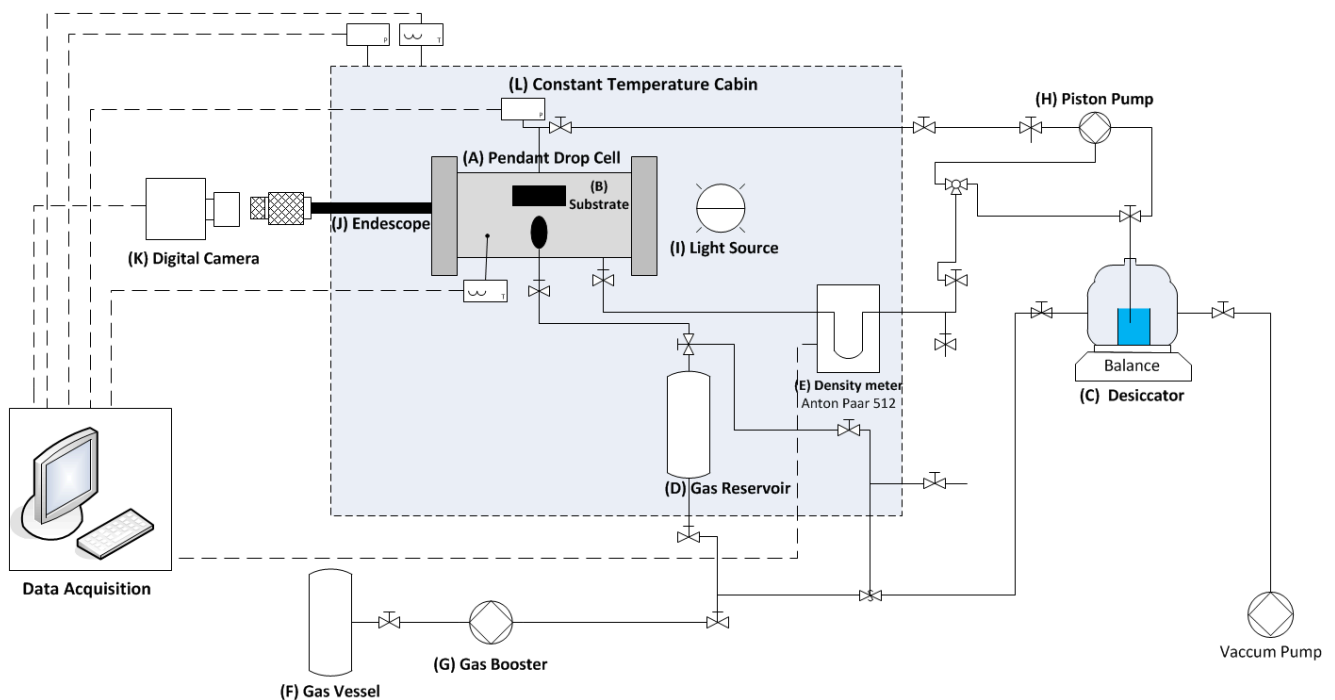 P
T
(L) Constant Temperature Cabin
P
(H) Piston Pump
(A) Pendant Drop Cell
(B)
Substrate
(J) Endescope
(I) Light Source
(K) Digital Camera
T
Balance
(C) Desiccator
(E) Density meter
Anton Paar 512
(D) Gas Reservoir
Data Acquisition
S
(G) Gas Booster
(F) Gas Vessel
Vaccum Pump